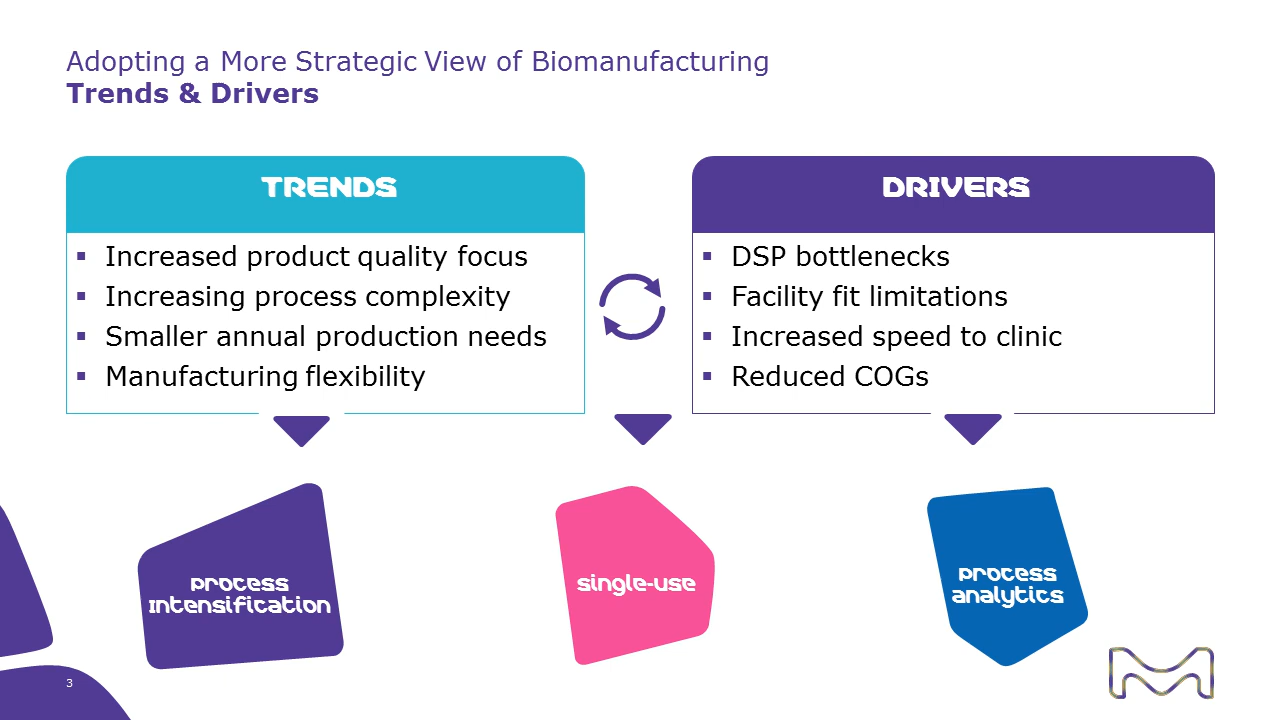 Adopting a More Strategic View of Biomanufacturing
Trends & Drivers
TRENDS
▪ Increased product quality focus
▪ Increasing process complexity
▪ Smaller annual production needs
▪ Manufacturing flexibility
DRIVERS
▪ DSP bottlenecks
▪ Facility fit limitations
▪ Increased speed to clinic
▪ Reduced COGs
process
Intensification
single-use
process
analytics
3